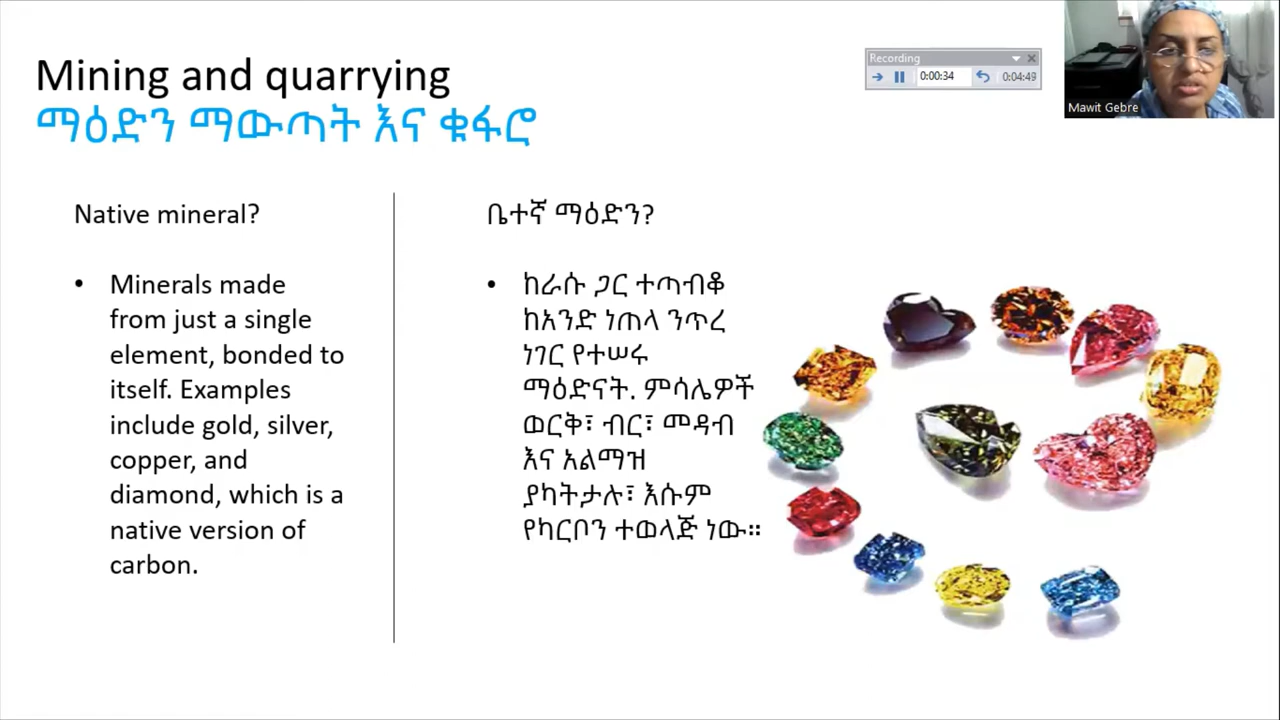 Mining and quarrying
ማዕድን ማውጣት እና ቁፋሮ
Recording
0:00:34
0:04:49
Mawit Gebre
Native mineral?
• Minerals made
from just a single
element, bonded to
itself. Examples
include gold, silver,
copper, and
diamond, which is a
native version of
carbon.
ቤተኛ ማዕድን?
• ከራሱ ጋር ተጣብቆ
ከአንድ ነጠላ ንጥረ
ነገር የተሠሩ
ማዕድናት. ምሳሌዎች
ወርቅ፣ ብር፣ መዳብ
እና አልማዝ
ያካትታሉ፣ እሱም
የካርቦን ተወላጅ ነው።